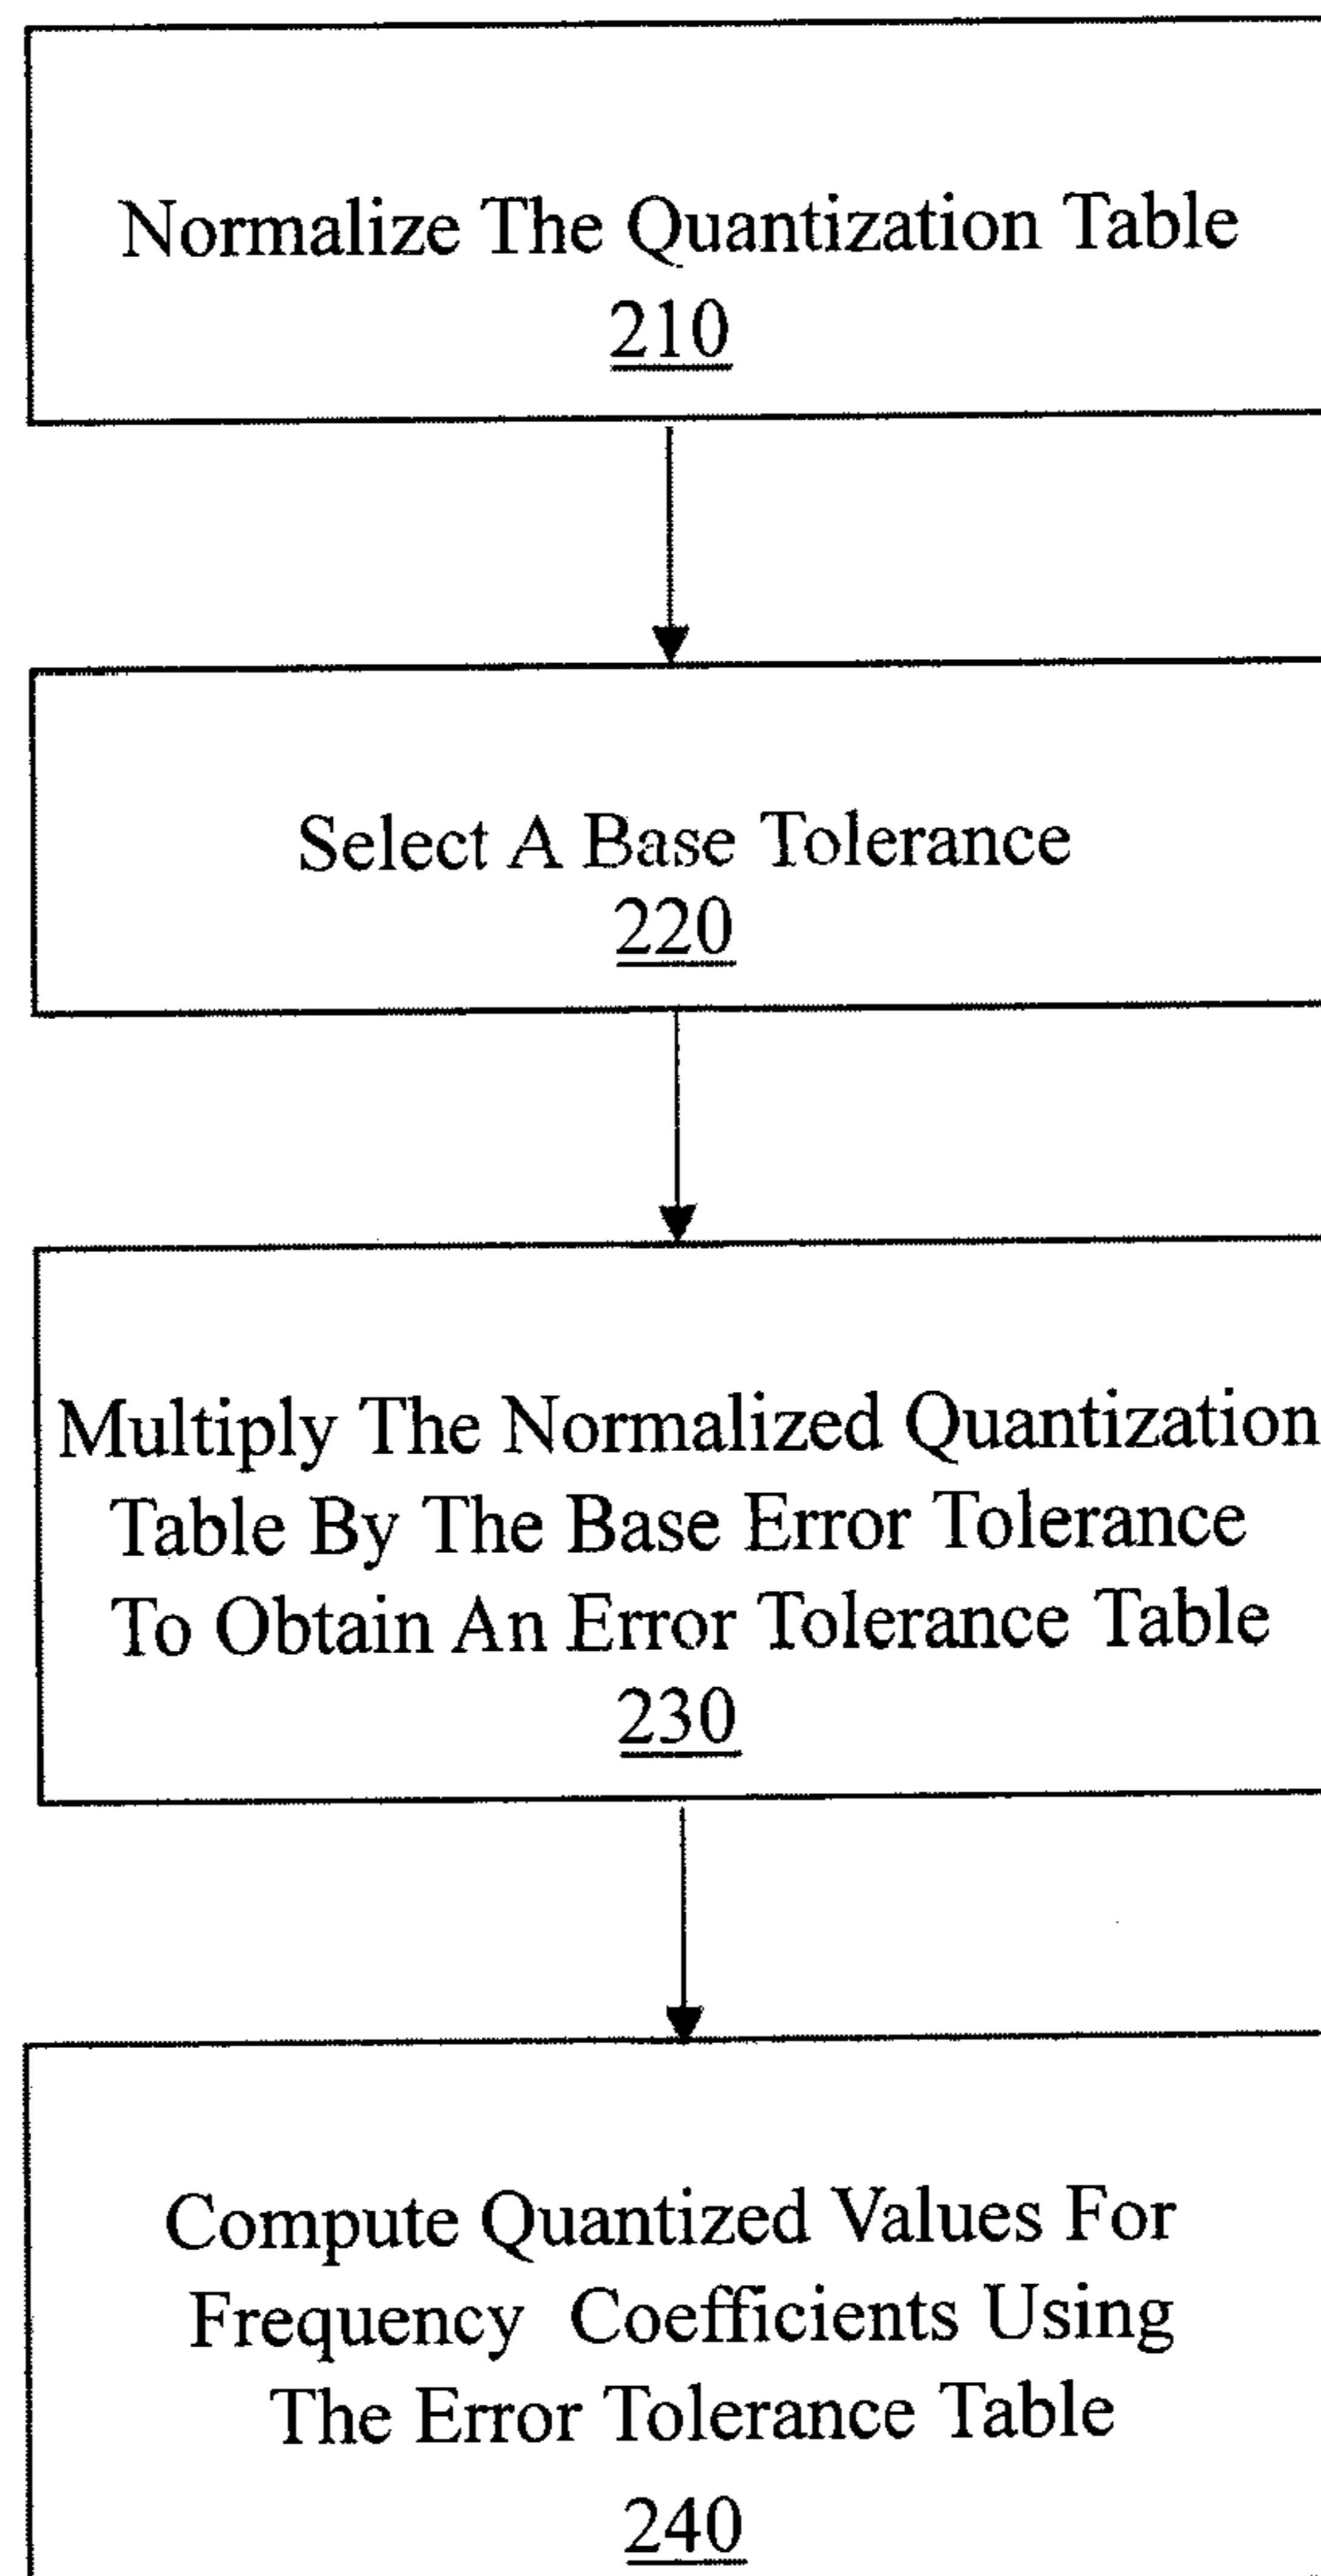 Normalize The Quantization Table
210
Select A Base Tolerance
220
Multiply The Normalized Quantization
Table By The Base Error Tolerance
To Obtain An Error Tolerance Table
230
Compute Quantized Values For
Frequency Coefficients Using
The Error Tolerance Table
240